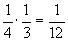 1/4 · 1/3 = 1/12